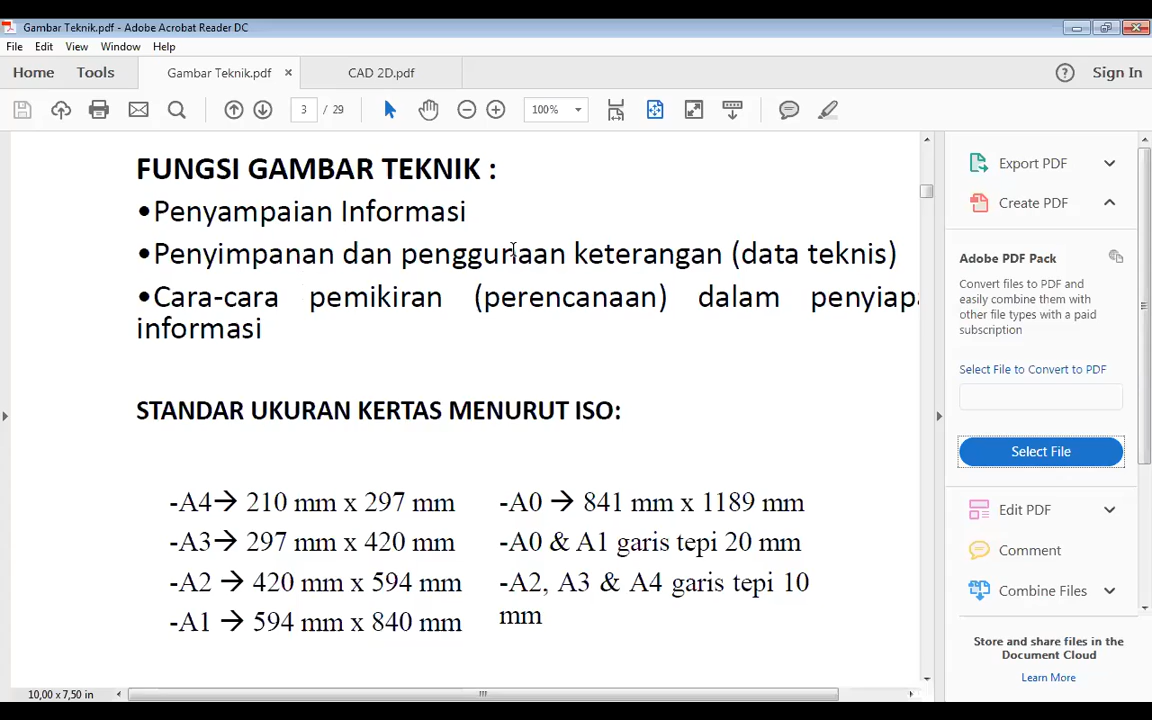 Gambar Teknik.pdf - Adobe Acrobat Reader DC
File Edit View Window Help
Home Tools Gambar Teknik.pdf × CAD 2D.pdf ? Sign In
3 / 29 100%
FUNGSI GAMBAR TEKNIK :
•Penyampaian Informasi
•Penyimpanan dan penggunaan keterangan (data teknis)
•Cara-cara pemikiran (perencanaan) dalam penyiapa
informasi
STANDAR UKURAN KERTAS MENURUT ISO:
-A4→ 210 mm x 297 mm
-A3→ 297 mm x 420 mm
-A2 → 420 mm x 594 mm
-A1 → 594 mm x 840 mm
-A0 → 841 mm x 1189 mm
-A0 & A1 garis tepi 20 mm
-A2, A3 & A4 garis tepi 10
mm
10,00 x 7,50 in
Export PDF
Create PDF
Adobe PDF Pack
Convert files to PDF and
easily combine them with
other file types with a paid
subscription
Select File to Convert to PDF
Select File
Edit PDF
Comment
Combine Files
Store and share files in the
Document Cloud
Learn More